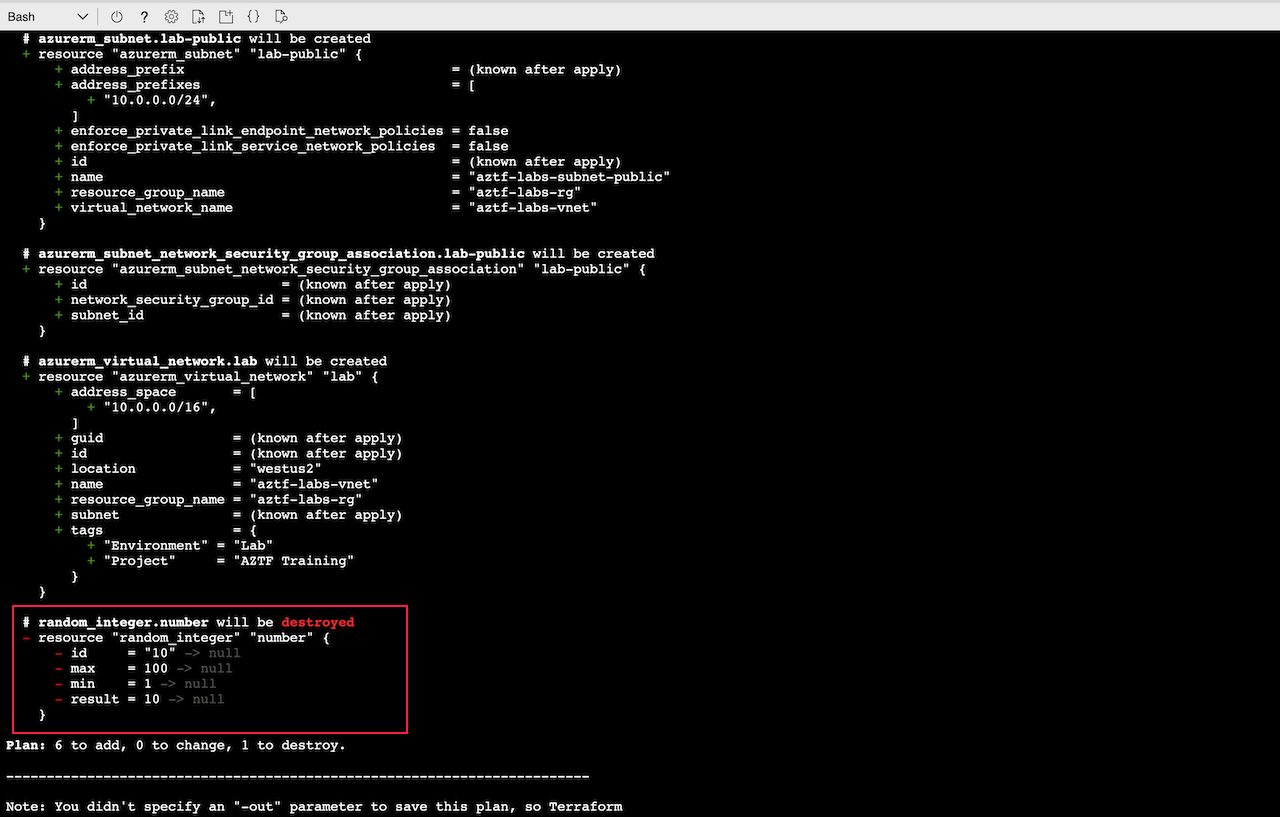 Bash
# azurerm_subnet.lab-public will be created
+ resource "azurerm_subnet" "lab-public" {
+ address_prefix = (known after apply)
+ address_prefixes = [
+ "10.0.0.0/24",
]
+ enforce_private_link_endpoint_network_policies = false
+ enforce_private_link_service_network_policies = false
+ id = (known after apply)
+ name = "aztf-labs-subnet-public"
+ resource_group_name = "aztf-labs-rg"
+ virtual_network_name = "aztf-labs-vnet"
}
# azurerm_subnet_network_security_group_association.lab-public will be created
+ resource "azurerm_subnet_network_security_group_association" "lab-public" {
+ id = (known after apply)
+ network_security_group_id = (known after apply)
+ subnet_id = (known after apply)
}
# azurerm_virtual_network.lab will be created
+ resource "azurerm_virtual_network" "lab" {
+ address_space = [
+ "10.0.0.0/16",
]
+ guid = (known after apply)
+ id = (known after apply)
+ location = "westus2"
+ name = "aztf-labs-vnet"
+ resource_group_name = "aztf-labs-rg"
+ subnet = (known after apply)
+ tags = {
+ "Environment" = "Lab"
+ "Project" = "AZTF Training"
}
}
# random_integer.number will be destroyed
- resource "random_integer" "number" {
- id = "10" -> null
- max = 100 -> null
- min = 1 -> null
- result = 10 -> null
}
Plan: 6 to add, 0 to change, 1 to destroy.
------------------------------------------------------------------------
Note: You didn't specify an "-out" parameter to save this plan, so Terraform